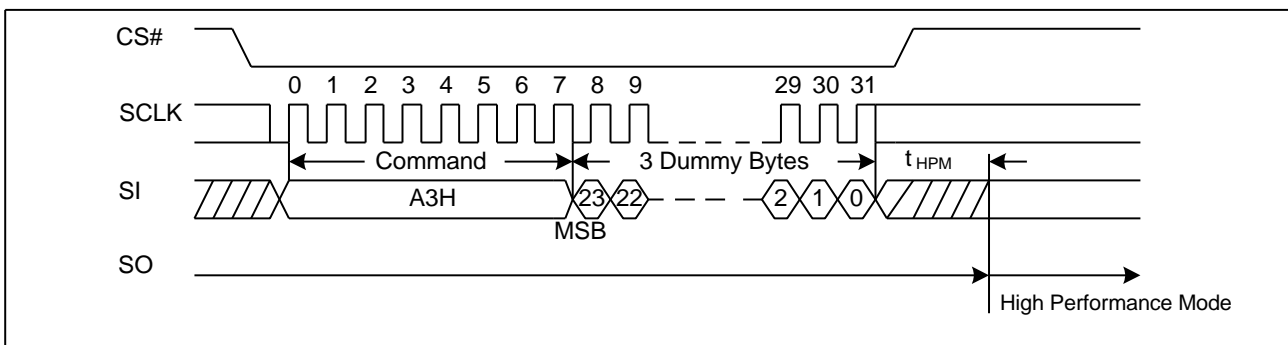 CS#
0 1 2 3 4 5 6 7 8 9 29 30 31
SCLK
Command 3 Dummy Bytes tHPM
SI A3H 23 22 2 1 0
MSB
SO
High Performance Mode